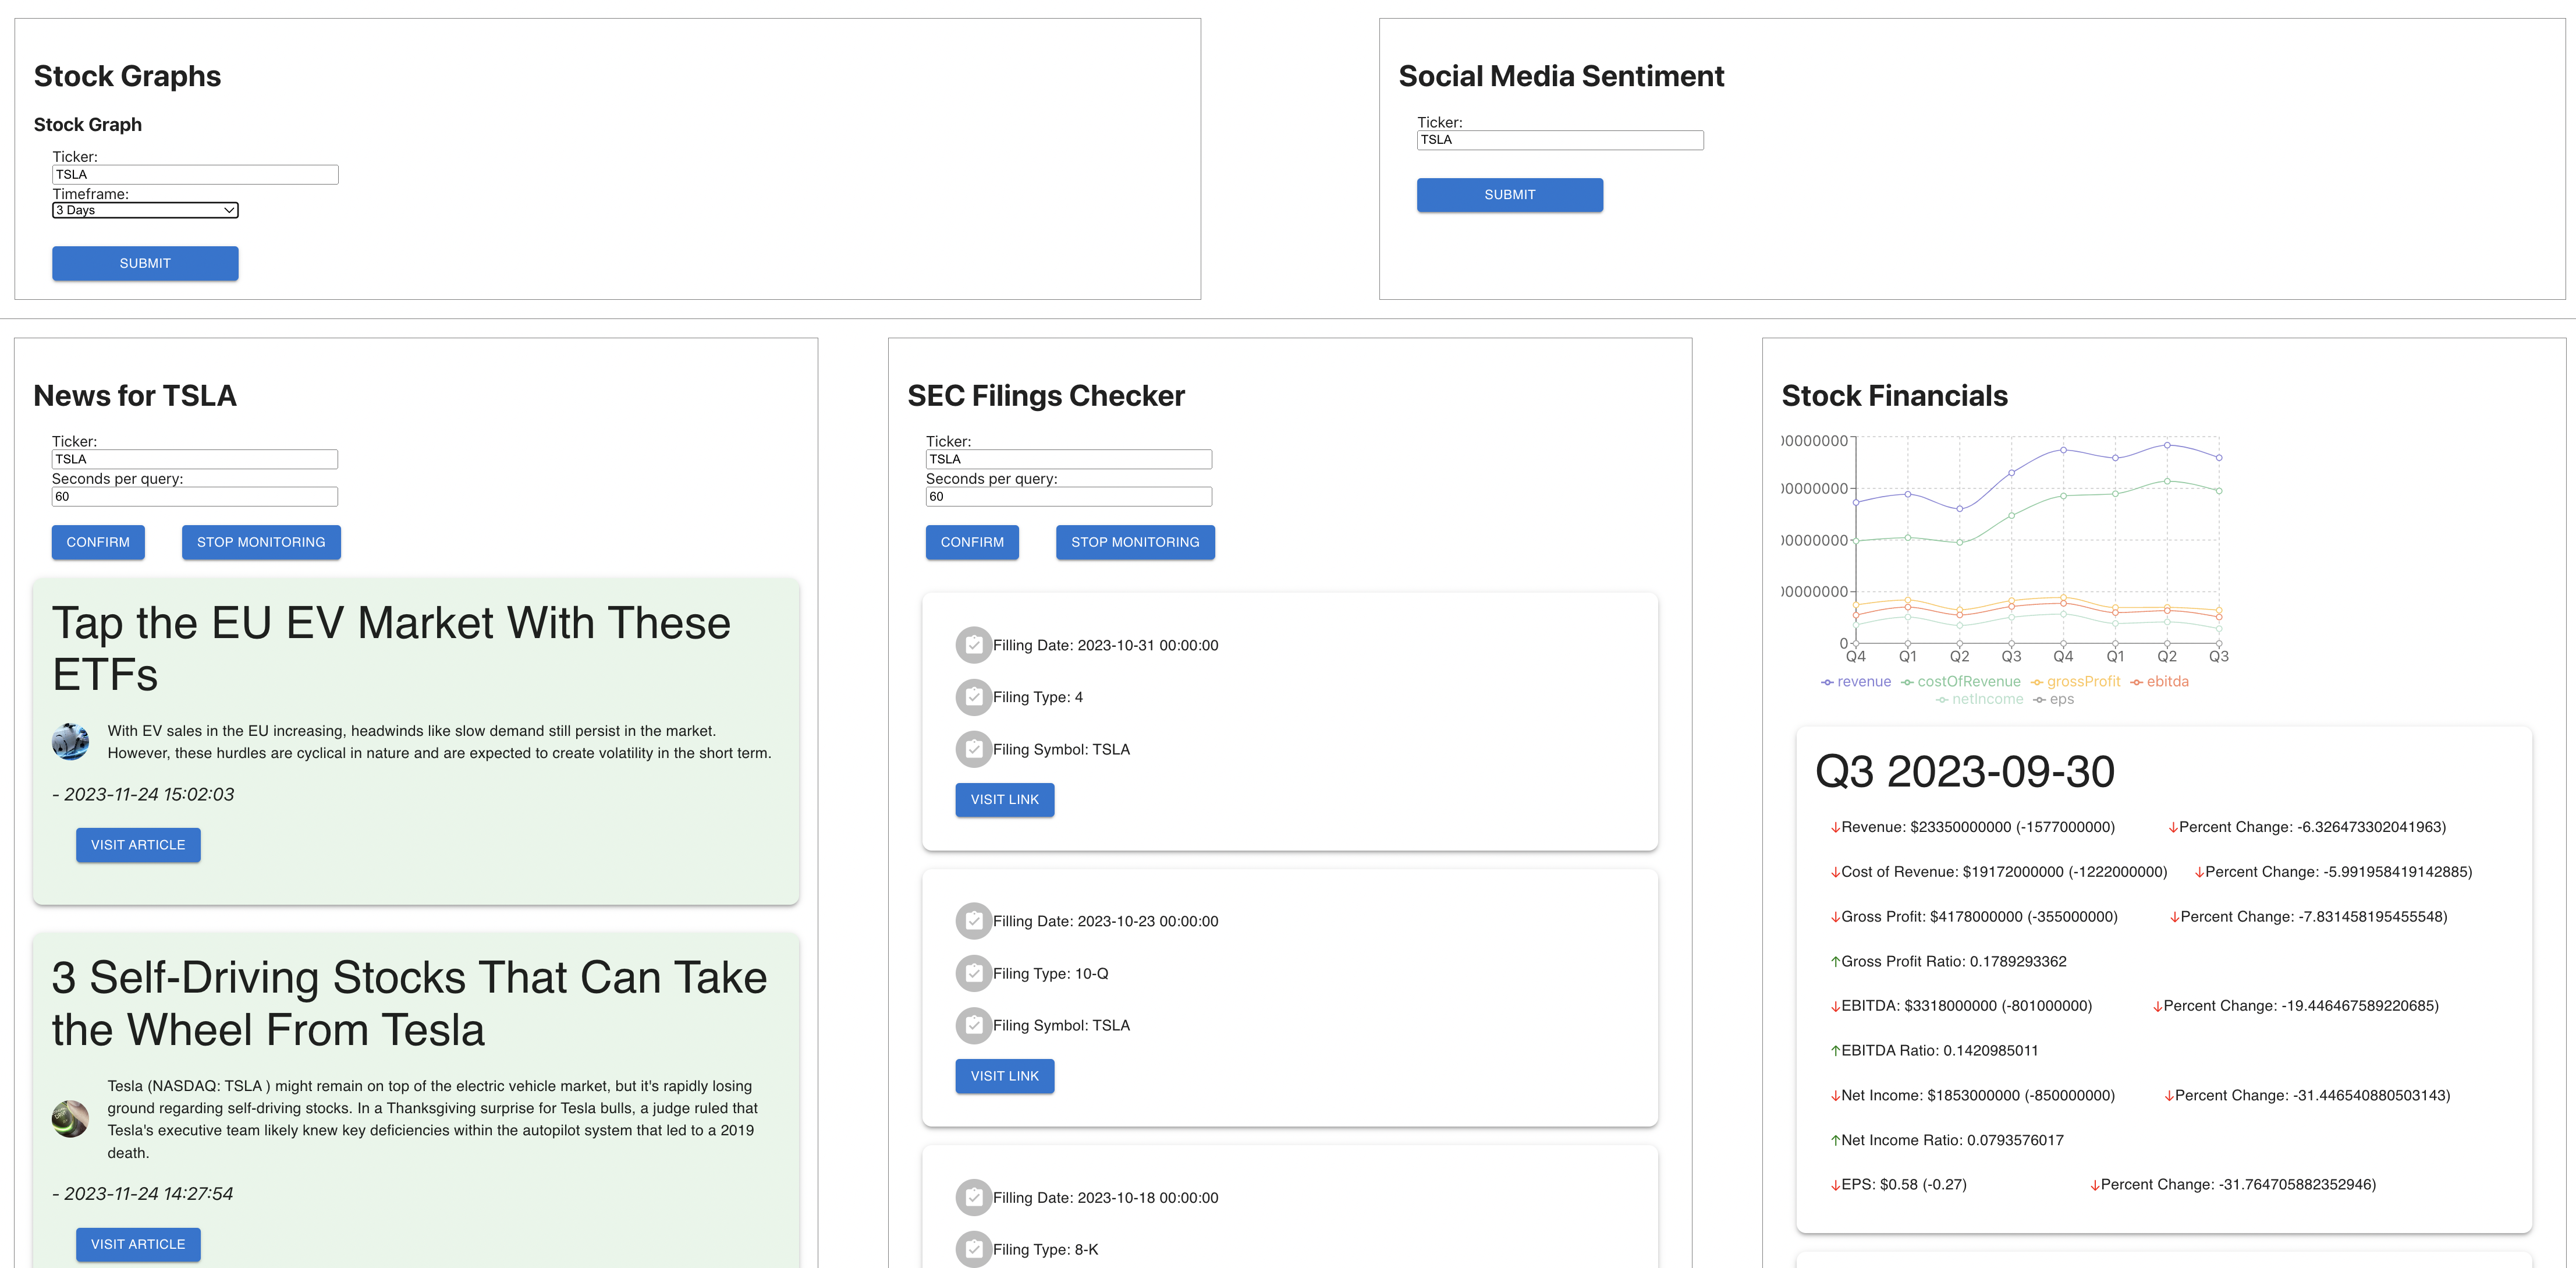 Stock Graphs
Stock Graph
Ticker:
TSLA
Timeframe:
3 Days
SUBMIT
Social Media Sentiment
Ticker:
TSLA
SUBMIT
News for TSLA
Ticker:
TSLA
Seconds per query:
60
CONFIRM STOP MONITORING
Tap the EU EV Market With These
ETFs
With EV sales in the EU increasing, headwinds like slow demand still persist in the market.
However, these hurdles are cyclical in nature and are expected to create volatility in the short term.
- 2023-11-24 15:02:03
VISIT ARTICLE
3 Self-Driving Stocks That Can Take
the Wheel From Tesla
Tesla (NASDAQ: TSLA ) might remain on top of the electric vehicle market, but it's rapidly losing
ground regarding self-driving stocks. In a Thanksgiving surprise for Tesla bulls, a judge ruled that
Tesla's executive team likely knew key deficiencies within the autopilot system that led to a 2019
death.
- 2023-11-24 14:27:54
VISIT ARTICLE
SEC Filings Checker
Ticker:
TSLA
Seconds per query:
60
CONFIRM STOP MONITORING
Filling Date: 2023-10-31 00:00:00
Filing Type: 4
Filing Symbol: TSLA
VISIT LINK
Filling Date: 2023-10-23 00:00:00
Filing Type: 10-Q
Filing Symbol: TSLA
VISIT LINK
Filling Date: 2023-10-18 00:00:00
Filing Type: 8-K
Stock Financials
00000000
00000000
00000000
00000000
0
Q4 Q1 Q2 Q3 Q4 Q1 Q2 Q3
revenue costOfRevenue grossProfit ebitda
netIncome eps
Q3 2023-09-30
↓Revenue: $23350000000 (-1577000000) ↓Percent Change: -6.326473302041963)
↓Cost of Revenue: $19172000000 (-1222000000) ↓Percent Change: -5.991958419142885)
↓Gross Profit: $4178000000 (-355000000) ↓Percent Change: -7.831458195455548)
↑Gross Profit Ratio: 0.1789293362
↓EBITDA: $3318000000 (-801000000) ↓Percent Change: -19.446467589220685)
↑EBITDA Ratio: 0.1420985011
↓Net Income: $1853000000 (-850000000) ↓Percent Change: -31.446540880503143)
↑Net Income Ratio: 0.0793576017
↓EPS: $0.58 (-0.27) ↓Percent Change: -31.764705882352946)